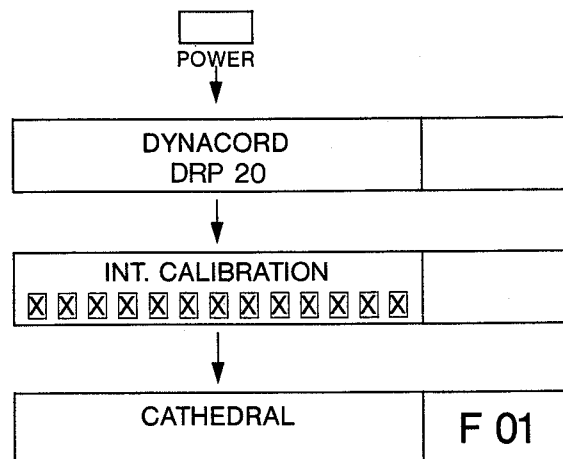 POWER
DYNACORD
DRP 20
INT. CALIBRATION
X X X X X X X X X X X X X
CATHEDRAL
F 01